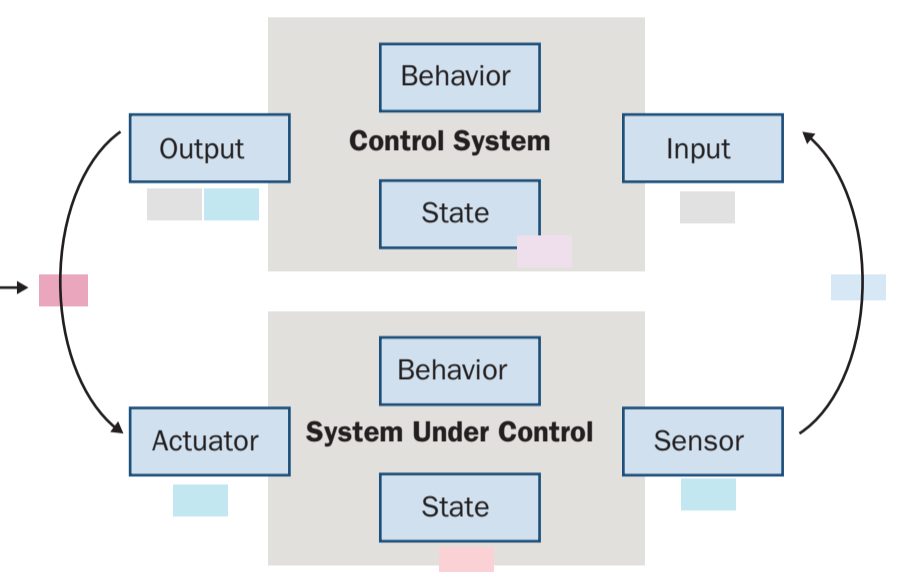 Behavior
Output
Control System
Input
State
Behavior
Actuator
System Under Control
Sensor
State